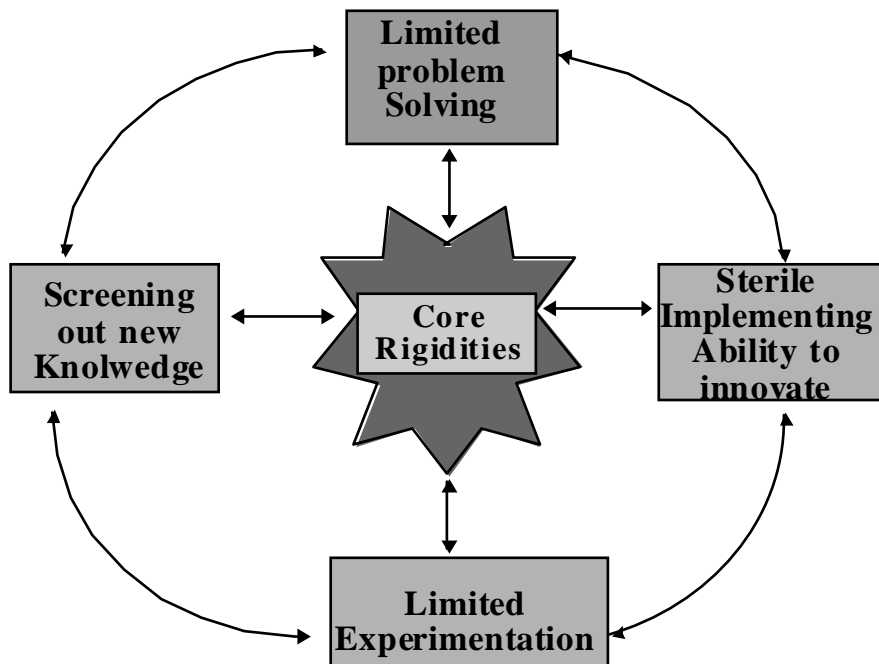 Limited
problem
Solving
Screening
out new
Knolwedge
Core
Rigidities
Sterile
Implementing
Ability to
innovate
Limited
Experimentation